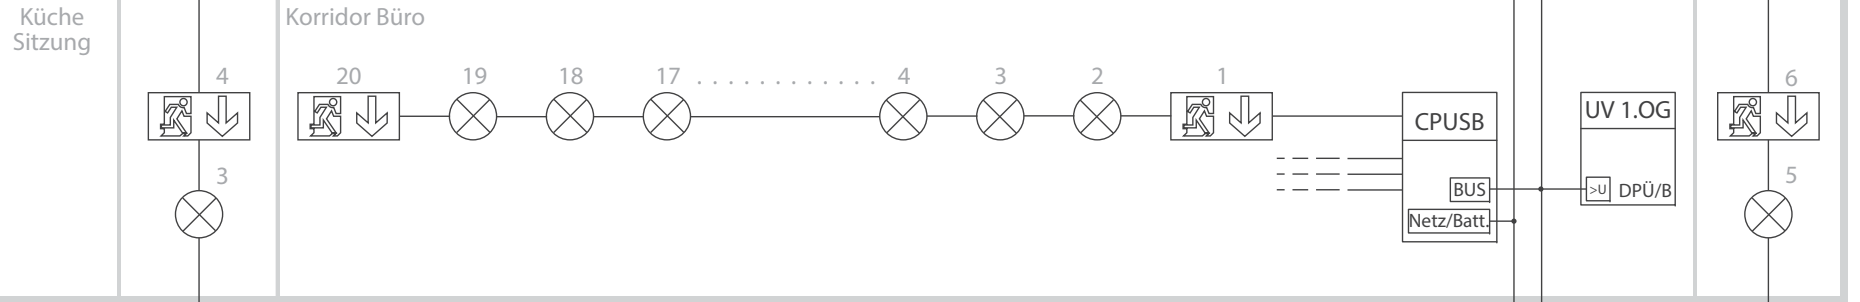 Küche
Sitzung
Korridor Büro
4
20
19
18
17 . . . . . . . . . . . . 4
3
2
1
6
CPUSB
UV 1.OG
3
5
BUS
>U
DPÜ/B
Netz/Batt.